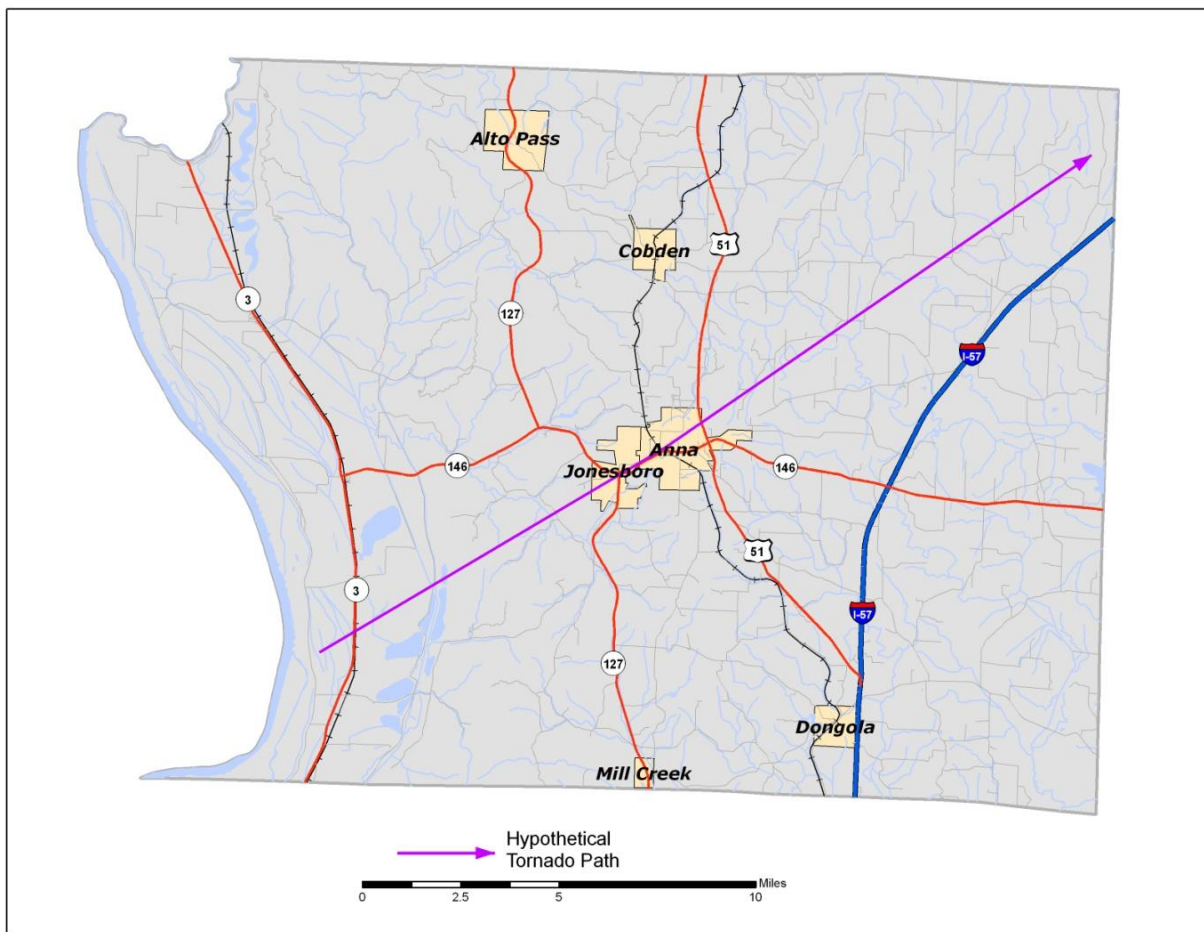 Alto Pass
Cobden
51
3
127
I-57
Anna
146
Jonesboro
146
51
3
I-57
127
Dongola
Mill Creek
Hypothetical
Tornado Path
Miles
0 2.5 5 10